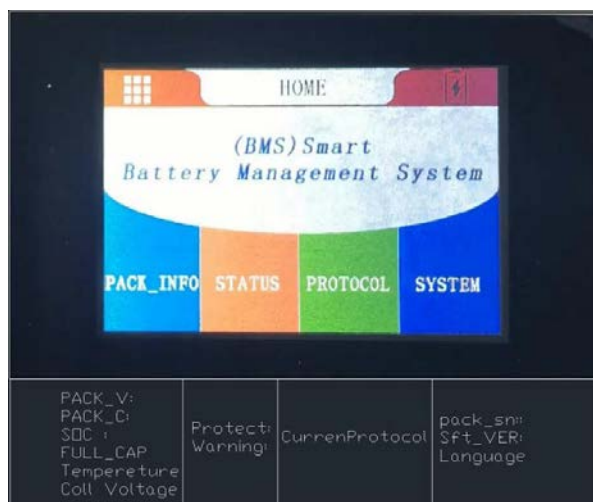 HOME
(BMS)Smart
Battery Management System
PACK_INFO STATUS PROTOCOL SYSTEM
PACK_V:
PACK_C:
SOC :
FULL_CAP
Tempereture
Coll Voltage
Protect:
Warning:
CurrenProtocol
pack_sn:
Sft_VER:
Language